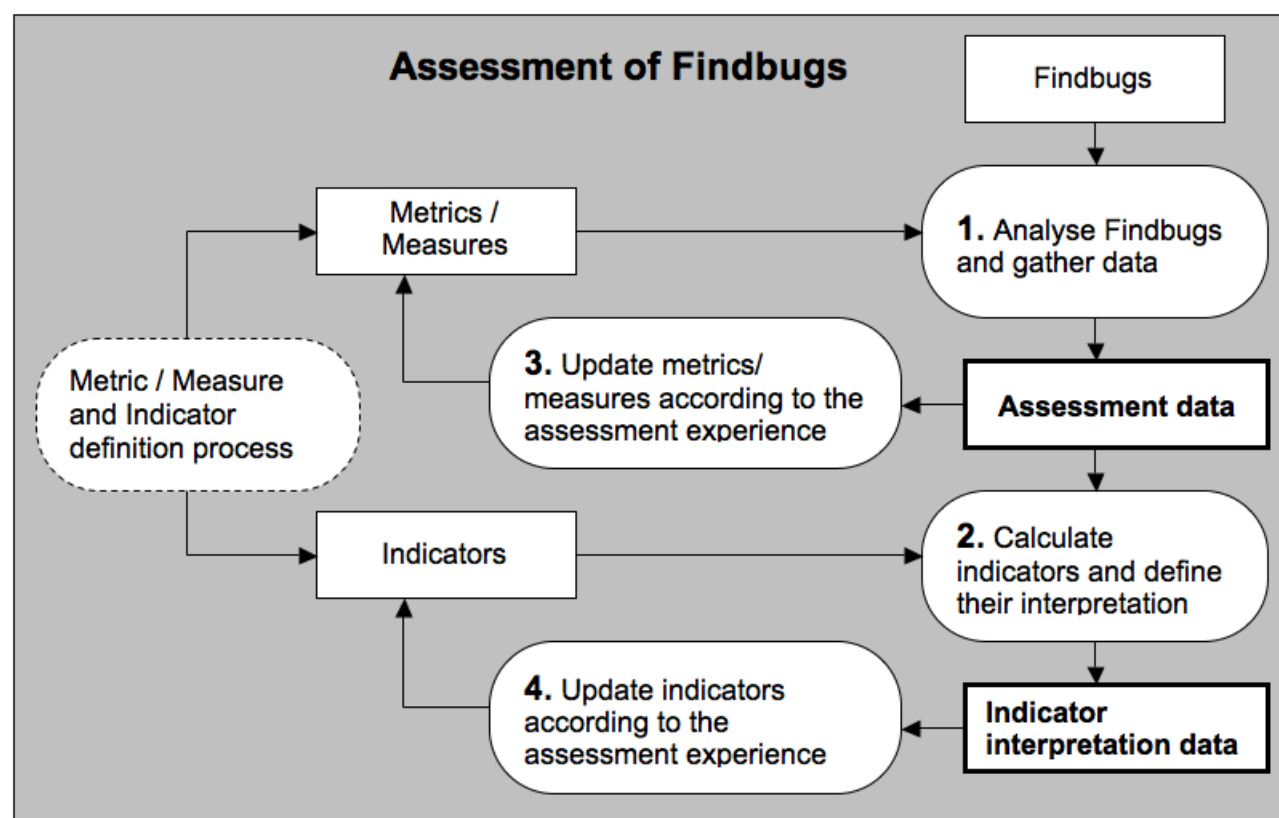 Assessment of Findbugs
Findbugs
Metrics /
Measures
1. Analyse Findbugs
and gather data
3. Update metrics/
measures according to the
assessment experience
Metric / Measure
and Indicator
definition process
Assessment data
Indicators
2. Calculate
indicators and define
their interpretation
4. Update indicators
according to the
assessment experience
Indicator
interpretation data